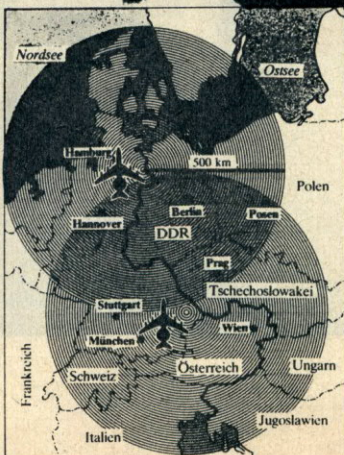 Nordsee
Ostsee
Hamburg
500 km
Polen
Hannover
Berlin
Posen
DDR
Prag
Tschechoslowakei
Stuttgart
Wien
München
Österreich
Ungarn
Frankreich
Schweiz
Jugoslawien
Italien